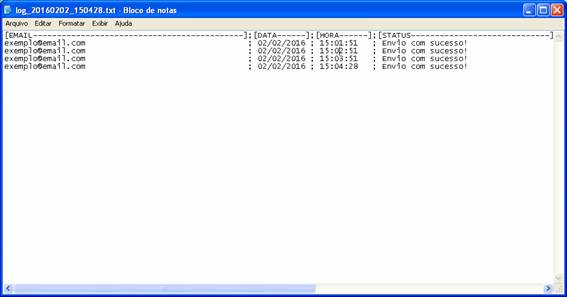 log_20160202_150428.txt - Bloco de notas
Arquivo Editar Formatar Exibir Ajuda
[EMAIL------------------------------------------];[DATA------];[HORA------];[STATUS----------------------------]
exemplo@email.com ; 02/02/2016 ; 15:01:51 ; Envio com sucesso!
exemplo@email.com ; 02/02/2016 ; 15:02:51 ; Envio com sucesso!
exemplo@email.com ; 02/02/2016 ; 15:03:51 ; Envio com sucesso!
exemplo@email.com ; 02/02/2016 ; 15:04:28 ; Envio com sucesso!